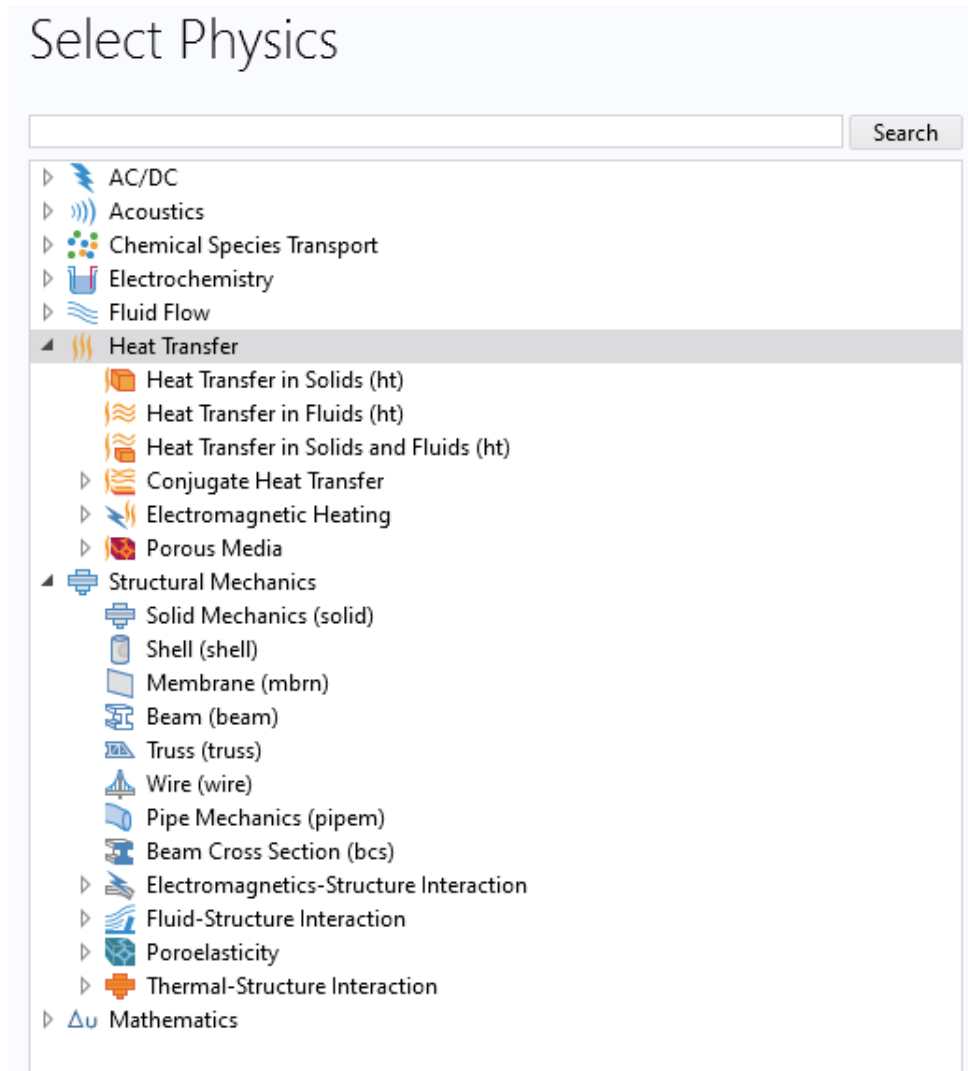 Select Physics
Search
AC/DC
Acoustics
Chemical Species Transport
Electrochemistry
Fluid Flow
Heat Transfer
Heat Transfer in Solids (ht)
Heat Transfer in Fluids (ht)
Heat Transfer in Solids and Fluids (ht)
Conjugate Heat Transfer
Electromagnetic Heating
Porous Media
Structural Mechanics
Solid Mechanics (solid)
Shell (shell)
Membrane (mbrn)
Beam (beam)
Truss (truss)
Wire (wire)
Pipe Mechanics (pipem)
Beam Cross Section (bcs)
Electromagnetics-Structure Interaction
Fluid-Structure Interaction
Poroelasticity
Thermal-Structure Interaction
Δu Mathematics